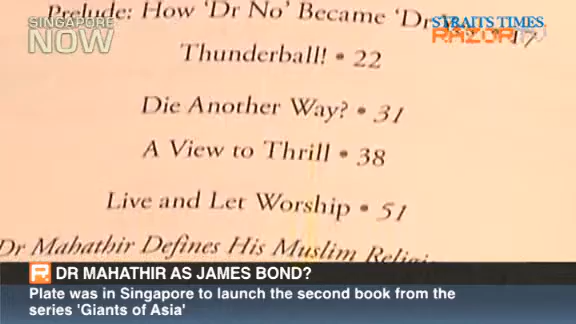 SINGAPORE
NOW
STRAITS TIMES
RAZOR
Prelude: How 'Dr No' Became 'Dr 17
Thunderball! • 22
Die Another Way? • 31
A View to Thrill • 38
Live and Let Worship • 51
Dr Mahathir Defines His Muslim
R DR MAHATHIR AS JAMES BOND?
Plate was in Singapore to launch the second book from the
series 'Giants of Asia'